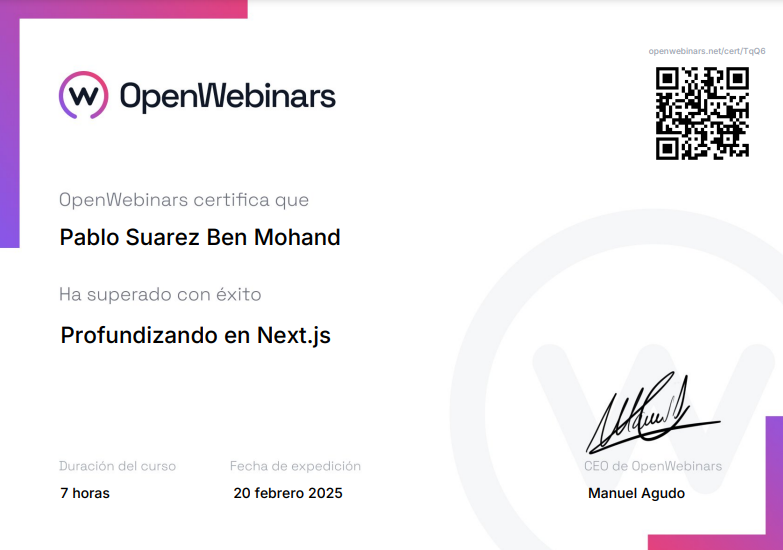 openwebinars.net/cert/TqQ6
OpenWebinars
OpenWebinars certifica que
Pablo Suarez Ben Mohand
Ha superado con éxito
Profundizando en Next.js
Duración del curso
7 horas
Fecha de expedición
20 febrero 2025
CEO de OpenWebinars
Manuel Agudo